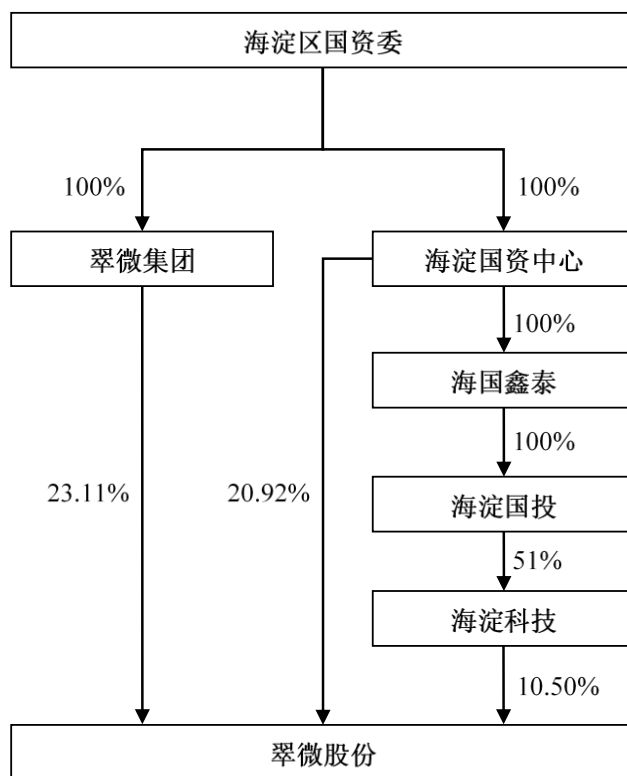 海淀区国资委
100%
100%
翠微集团
海淀国资中心
100%
海国鑫泰
100%
23.11%
20.92%
海淀国投
51%
海淀科技
10.50%
翠微股份